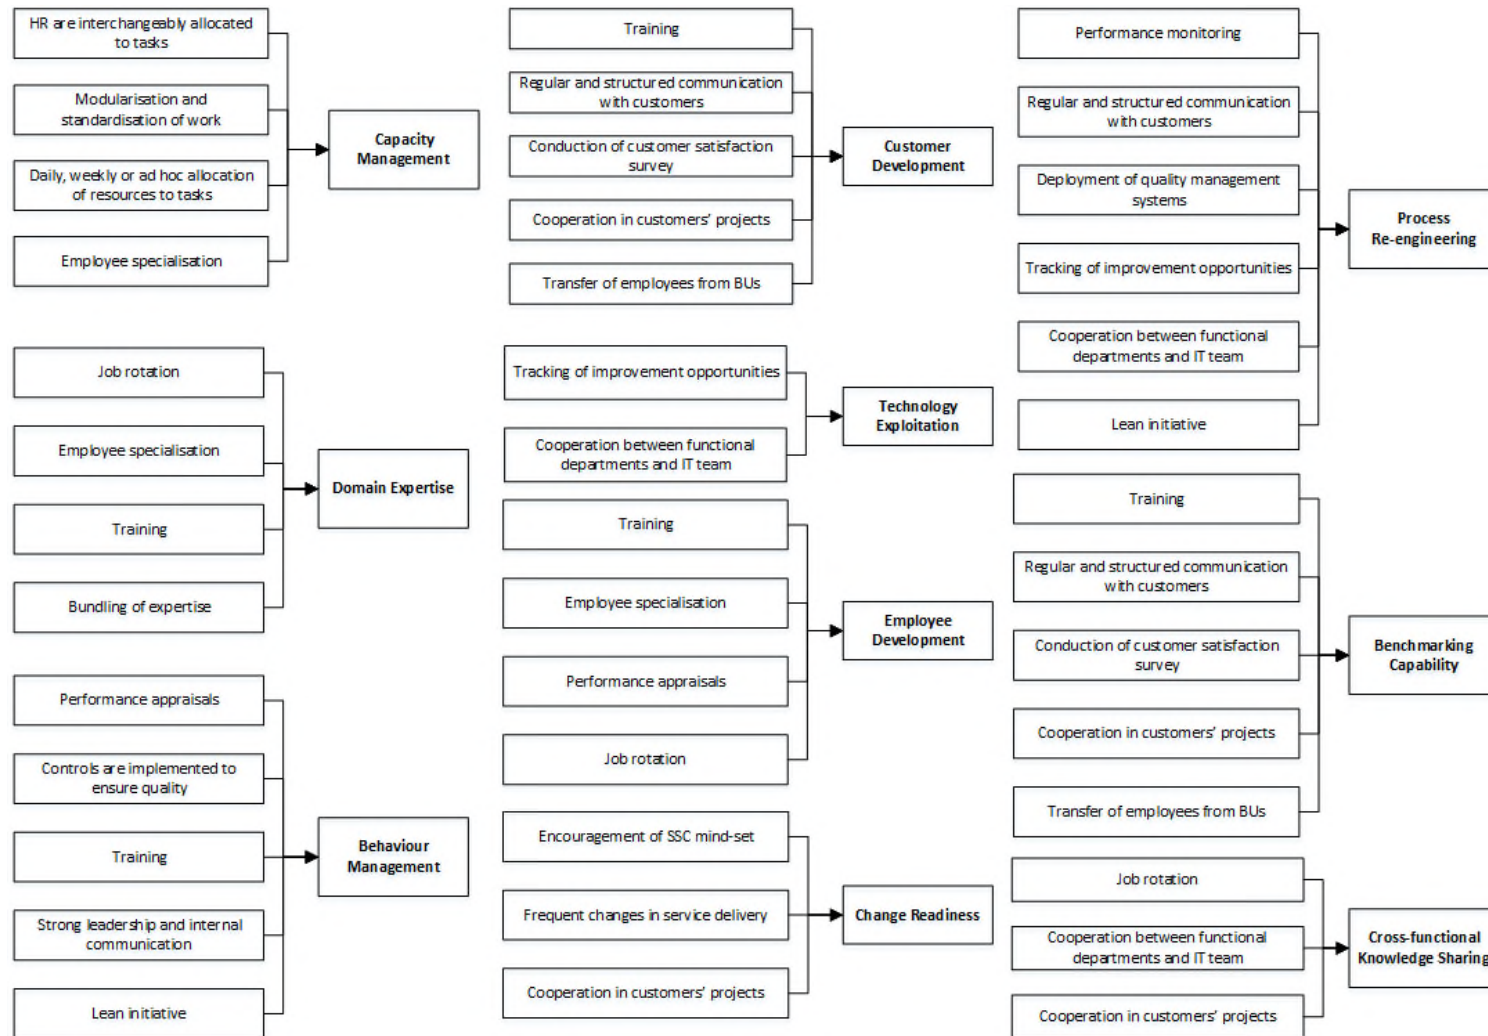 HR are interchangeably allocated
to tasks
Modularisation and
standardisation of work
Daily, weekly or ad hoc allocation
of resources to tasks
Employee specialisation
Capacity
Management
Job rotation
Employee specialisation
Training
Bundling of expertise
Domain Expertise
Performance appraisals
Controls are implemented to
ensure quality
Training
Strong leadership and internal
communication
Lean initiative
Behaviour
Management
Training
Regular and structured communication
with customers
Conduction of customer satisfaction
survey
Cooperation in customers' projects
Transfer of employees from BUs
Customer
Development
Tracking of improvement opportunities
Cooperation between functional
departments and IT team
Technology
Exploitation
Training
Employee specialisation
Performance appraisals
Job rotation
Employee
Development
Encouragement of SSC mind-set
Frequent changes in service delivery
Cooperation in customers' projects
Change Readiness
Performance monitoring
Regular and structured communication
with customers
Deployment of quality management
systems
Tracking of improvement opportunities
Cooperation between functional
departments and IT team
Lean initiative
Process
Re-engineering
Training
Regular and structured communication
with customers
Conduction of customer satisfaction
survey
Cooperation in customers' projects
Transfer of employees from BUs
Benchmarking
Capability
Job rotation
Cooperation between functional
departments and IT team
Cooperation in customers' projects
Cross-functional
Knowledge Sharing